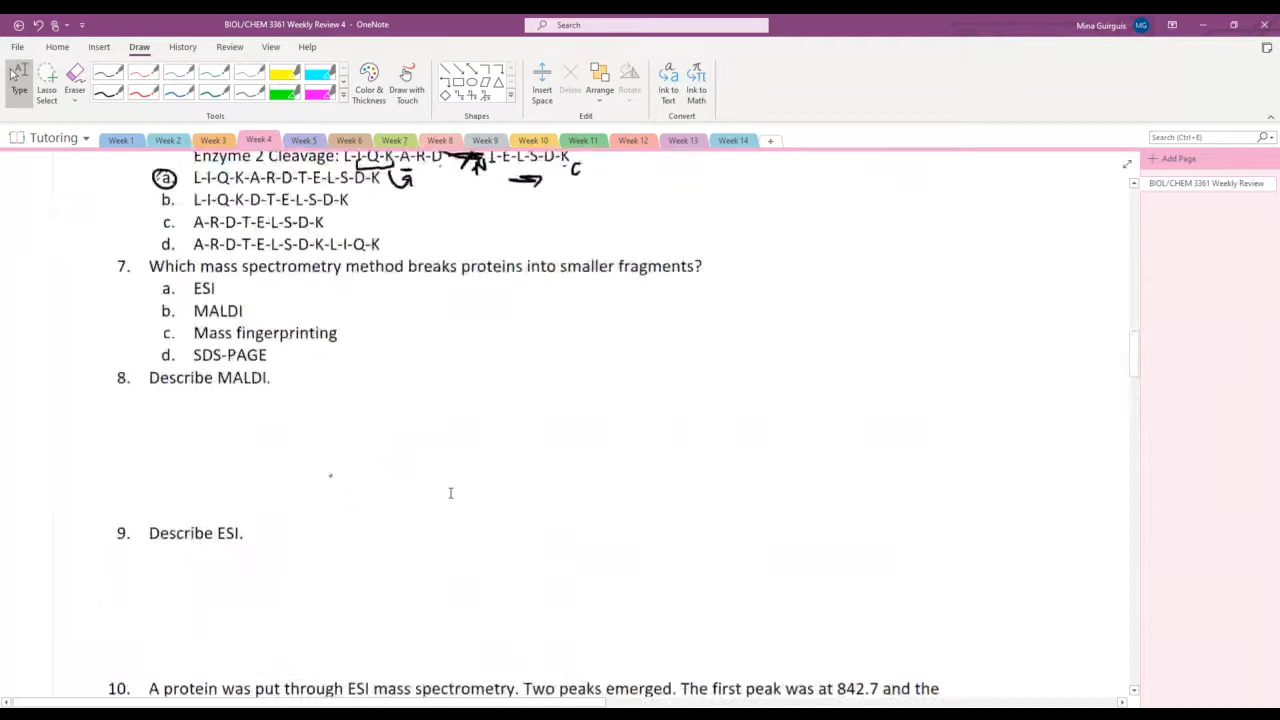 BIOL/CHEM 3361 Weekly Review 4 - OneNote
Search
Mina Guirguis
MG
File Home Insert Draw History Review View Help
Type
Lasso Select
Eraser
Color & Thickness
Draw with Touch
Insert Space
Delete
Arrange
Rotate
Ink to Text
Ink to Math
Tools
Shapes
Convert
Tutoring
Week 1 Week 2 Week 3 Week 4 Week 5 Week 6 Week 7 Week 8 Week 9 Week 10 Week 11 Week 12 Week 13 Week 14
Search (Ctrl+E)
Add Page
BIOL/CHEM 3361 Weekly Review
Enzyme 2 Cleavage: L-I-Q-K-A-R-D T-E-L-S-D-K
N
C
a. L-I-Q-K-A-R-D-T-E-L-S-D-K
b. L-I-Q-K-D-T-E-L-S-D-K
c. A-R-D-T-E-L-S-D-K
d. A-R-D-T-E-L-S-D-K-L-I-Q-K
7. Which mass spectrometry method breaks proteins into smaller fragments?
a. ESI
b. MALDI
c. Mass fingerprinting
d. SDS-PAGE
8. Describe MALDI.
9. Describe ESI.
10. A protein was put through ESI mass spectrometry. Two peaks emerged. The first peak was at 842.7 and the